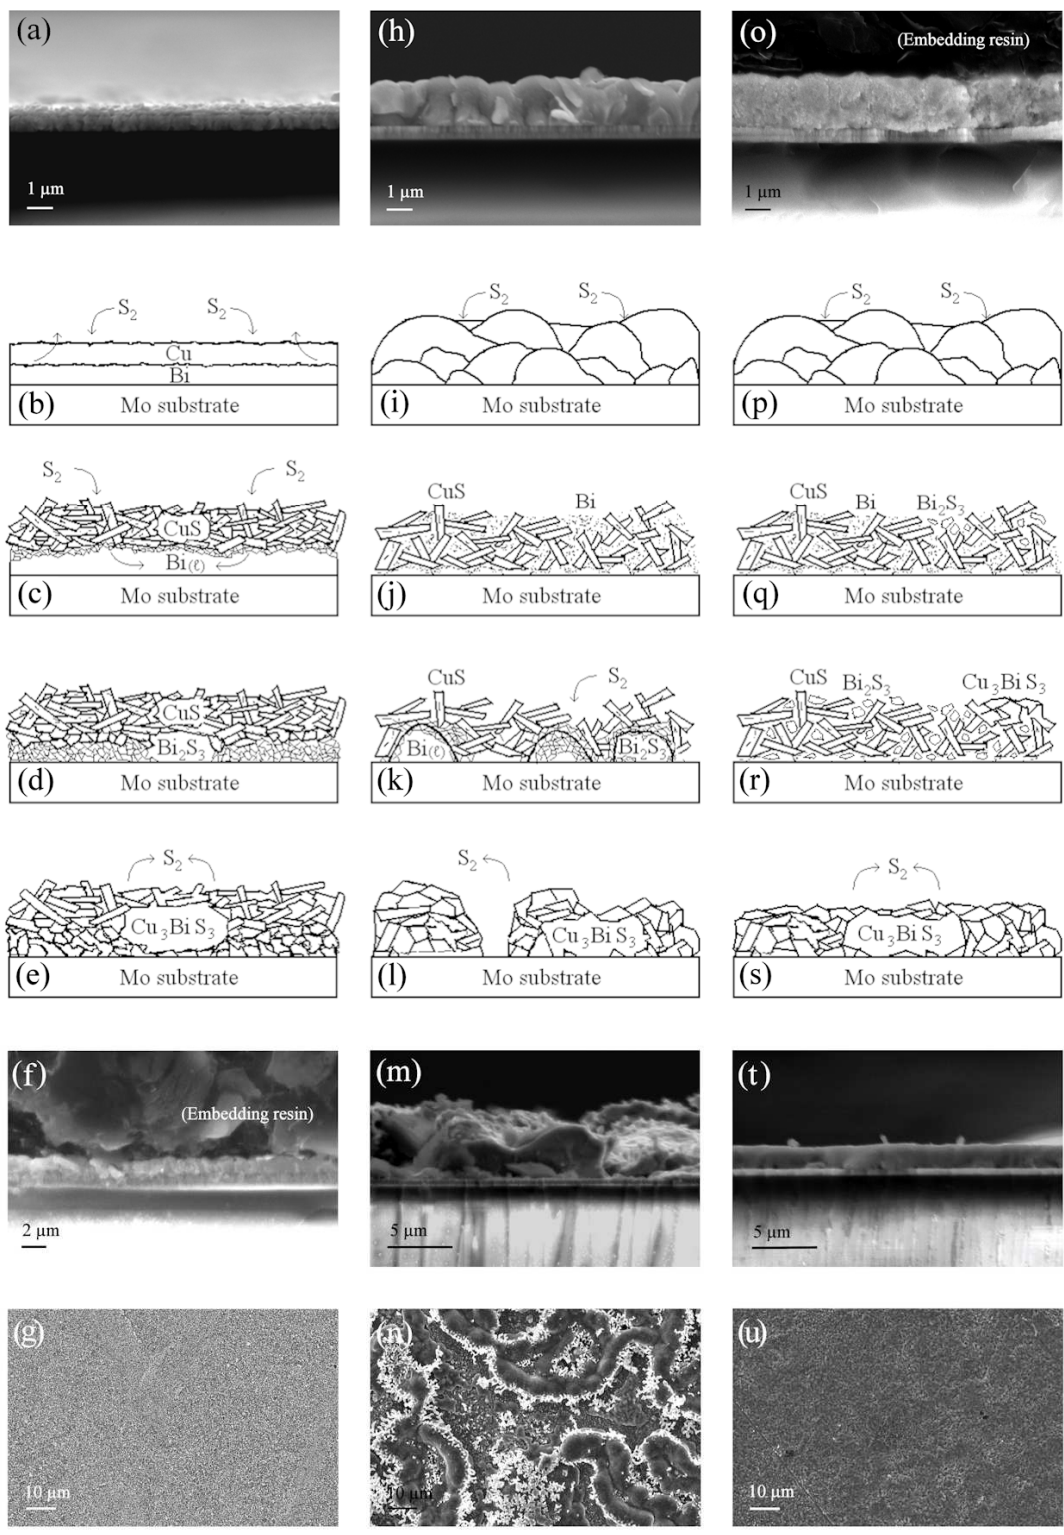 (a) (h) (o)
(Embedding resin)
1 µm 1 µm 1 µm
S₂ S₂ S₂ S₂ S₂ S₂
Cu
Bi
(b) Mo substrate (i) Mo substrate (p) Mo substrate
S₂ S₂ CuS Bi CuS Bi Bi₂S₃
CuS
Bi(ℓ)
(c) Mo substrate (j) Mo substrate (q) Mo substrate
CuS S₂ CuS Bi₂S₃ Cu₃BiS₃
CuS
Bi₂S₃ Bi(ℓ) Bi₂S₃
(d) Mo substrate (k) Mo substrate (r) Mo substrate
S₂ S₂ S₂
Cu₃BiS₃ Cu₃BiS₃ Cu₃BiS₃
(e) Mo substrate (l) Mo substrate (s) Mo substrate
(f) (m) (t)
(Embedding resin)
2 µm 5 µm 5 µm
(g) (n) (u)
10 µm 10 µm 10 µm